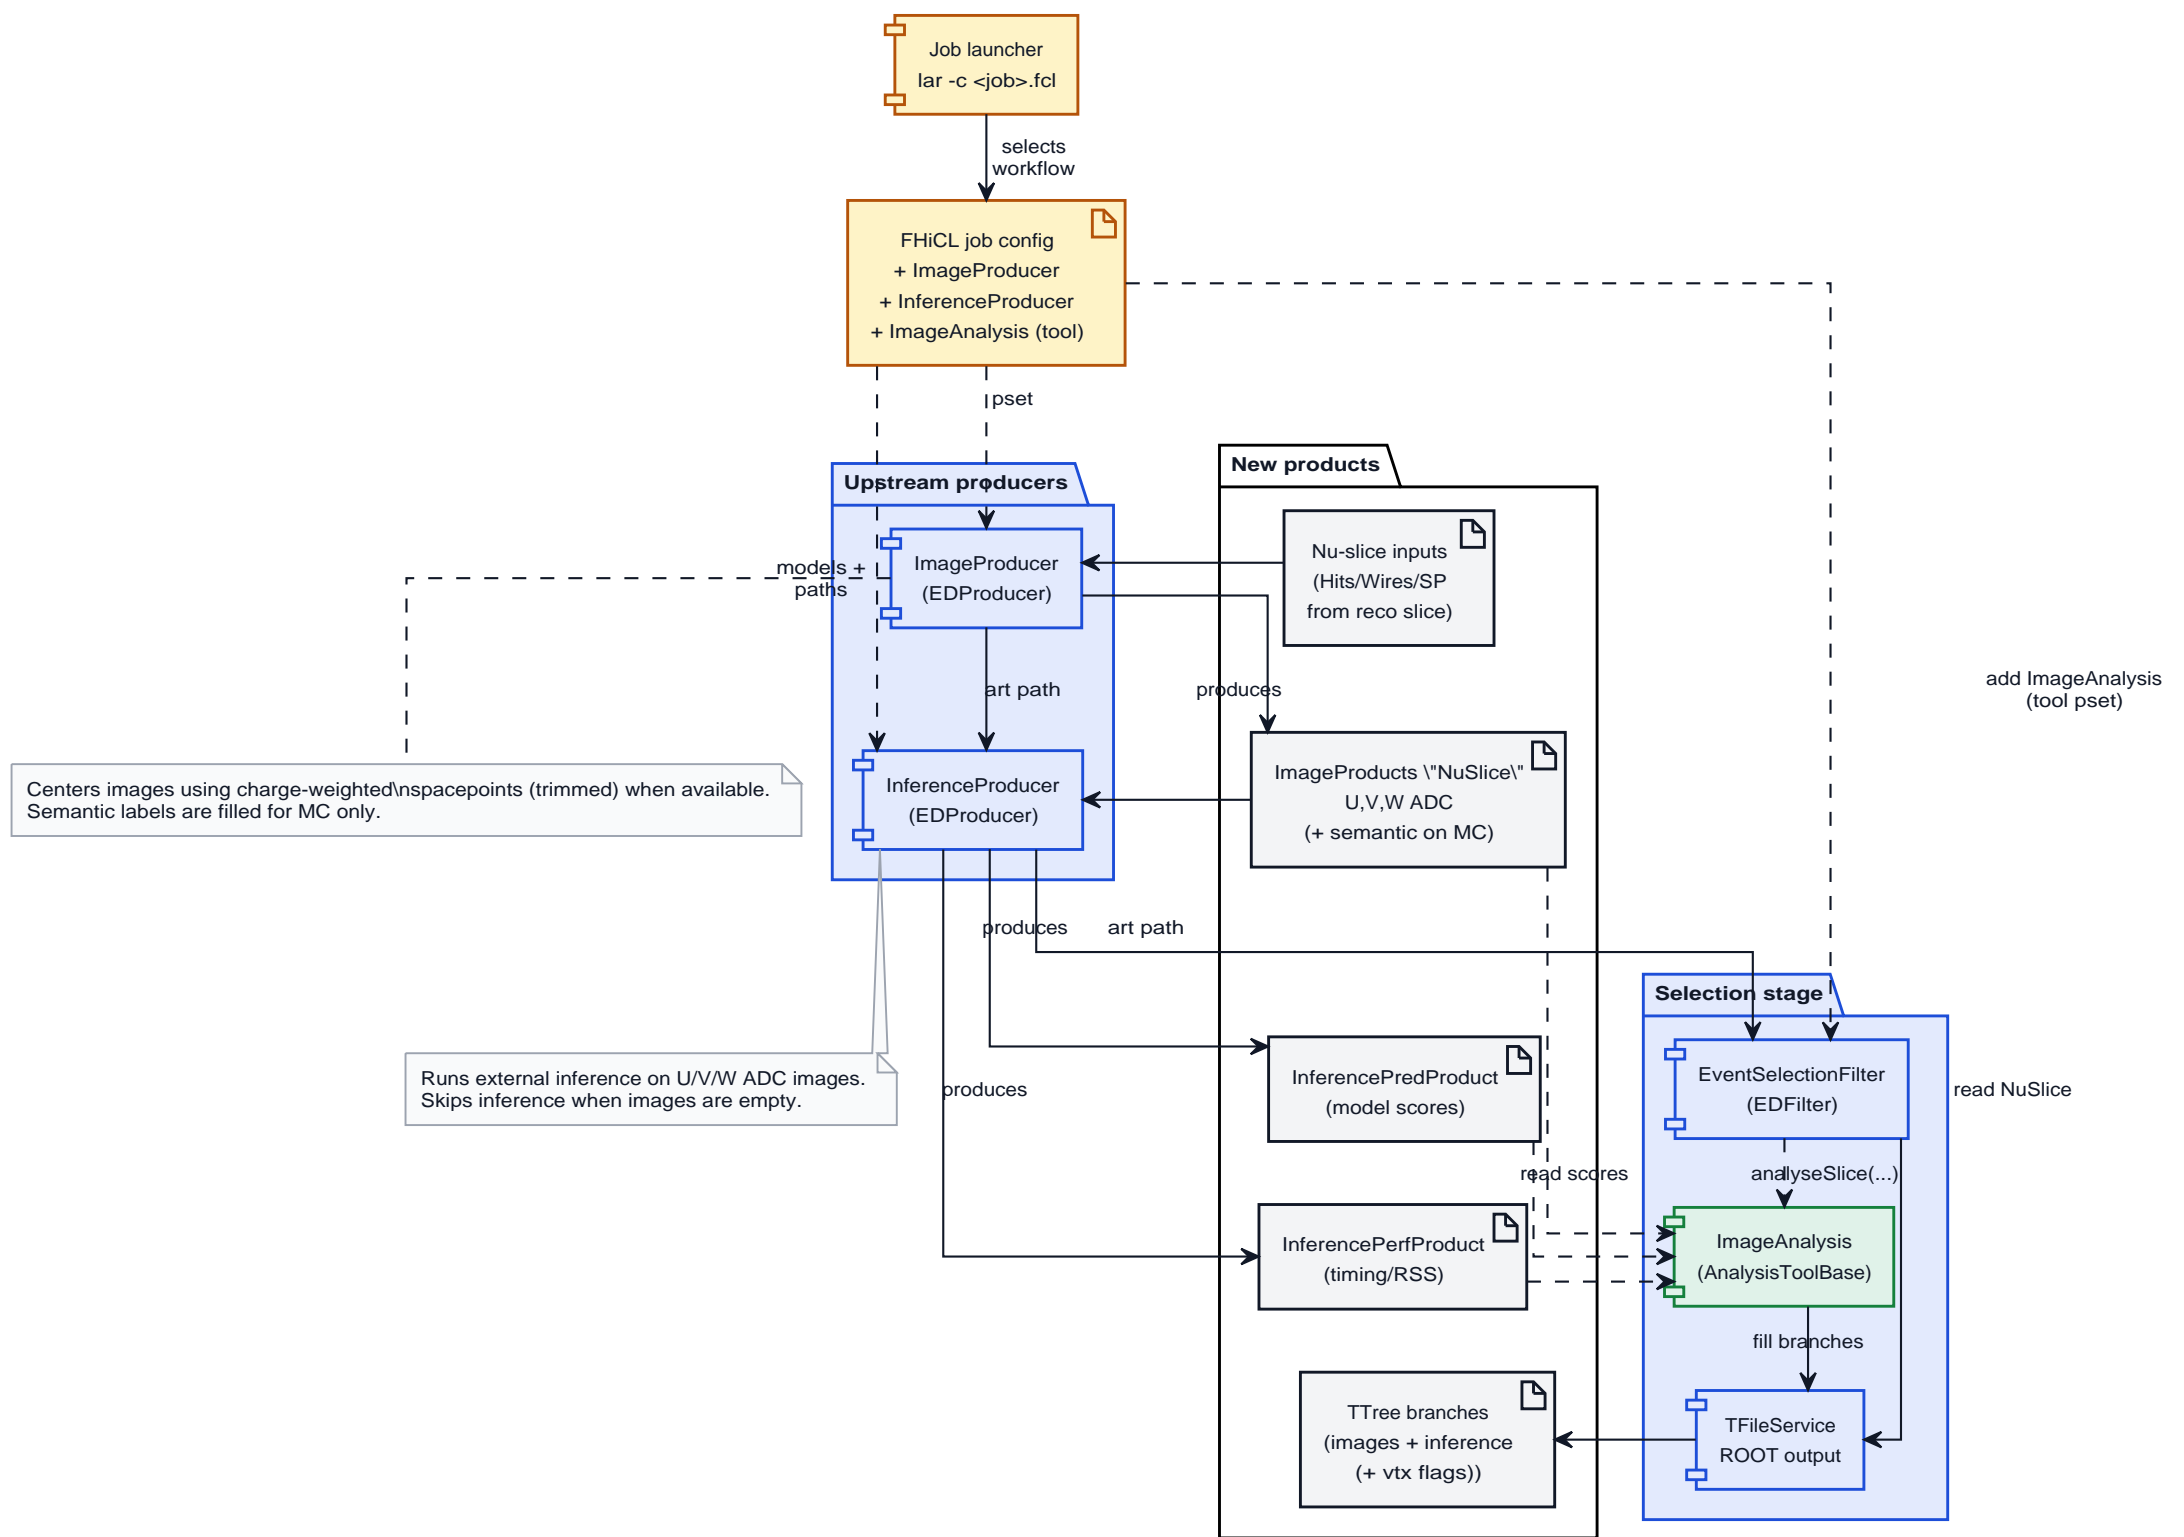 Job launcher
lar -c <job>.fcl
selects
workflow
FHiCL job config
+ ImageProducer
+ InferenceProducer
+ ImageAnalysis (tool)
pset
Upstream producers
New products
ImageProducer
(EDProducer)
models +
paths
Nu-slice inputs
(Hits/Wires/SP
from reco slice)
art path
produces
add ImageAnalysis
(tool pset)
Centers images using charge-weighted\nspacepoints (trimmed) when available.
Semantic labels are filled for MC only.
InferenceProducer
(EDProducer)
ImageProducts \"NuSlice\"
U,V,W ADC
(+ semantic on MC)
produces
art path
Selection stage
Runs external inference on U/V/W ADC images.
Skips inference when images are empty.
produces
InferencePredProduct
(model scores)
EventSelectionFilter
(EDFilter)
read NuSlice
read scores
analyseSlice(...)
InferencePerfProduct
(timing/RSS)
ImageAnalysis
(AnalysisToolBase)
fill branches
TTree branches
(images + inference
(+ vtx flags))
TFileService
ROOT output